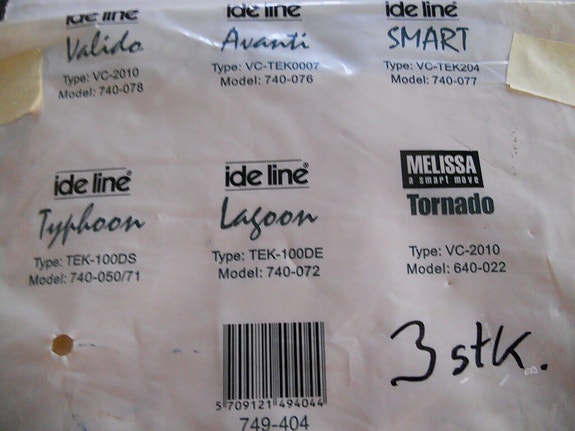 ide line ide line ide line
Valido Avanti SMART
Type: VC-2010 Type: VC-TEK0007 Type: VC-TEK204
Model: 740-078 Model: 740-076 Model: 740-077
ide line® ide line® MELISSA
a smart move
Typhoon Lagoon Tornado
Type: TEK-100DS Type: TEK-100DE Type: VC-2010
Model: 740-050/71 Model: 740-072 Model: 640-022
3 stk.
5 709121 494044
749-404